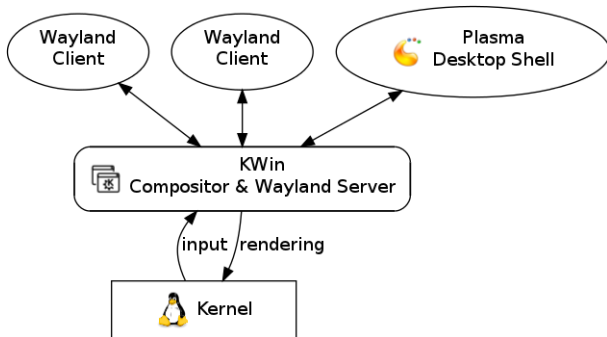 Wayland
Client
Wayland
Client
Plasma
Desktop Shell
KWin
Compositor & Wayland Server
input
rendering
Kernel